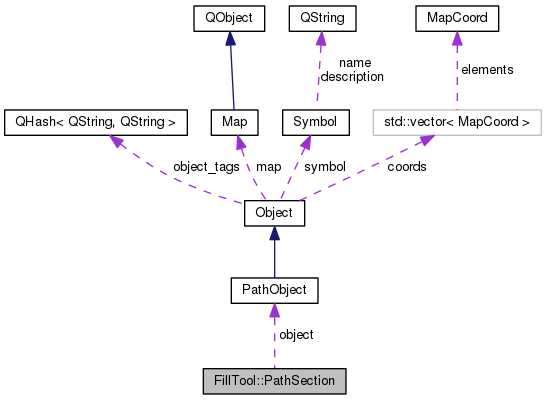 QObject
QString
MapCoord
name
description
elements
QHash< QString, QString >
Map
Symbol
std::vector< MapCoord >
object_tags
map
symbol
coords
Object
PathObject
object
FillTool::PathSection